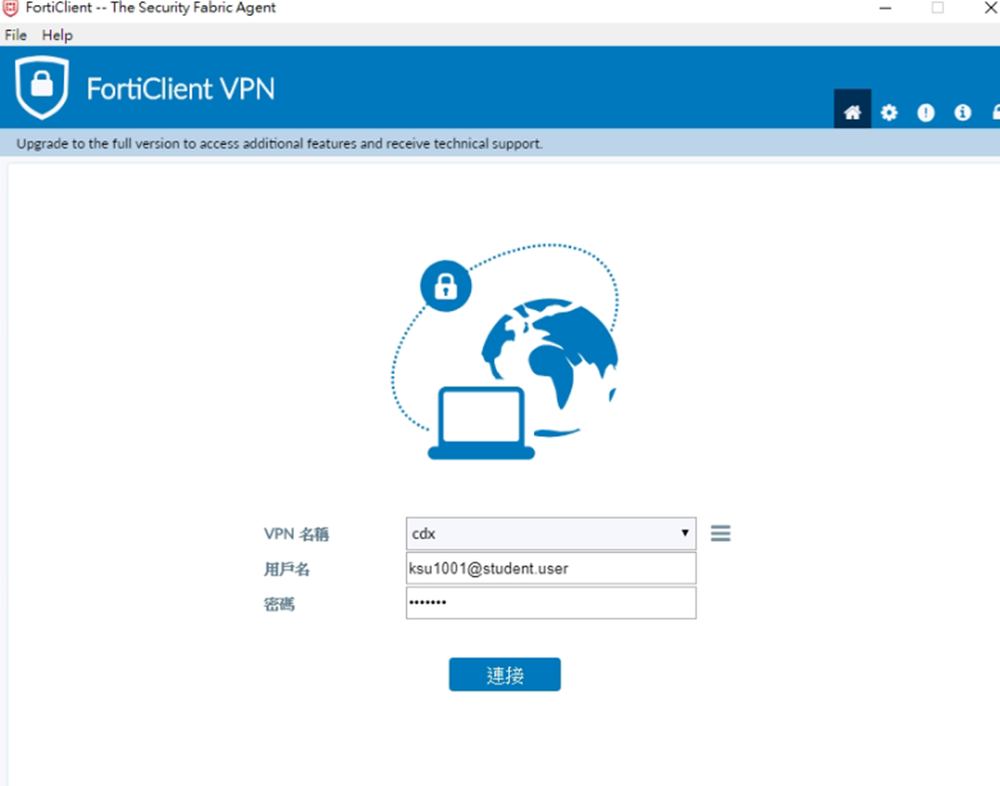 FortiClient -- The Security Fabric Agent
File Help
FortiClient VPN
Upgrade to the full version to access additional features and receive technical support.
VPN 名稱 cdx
用戶名 ksu1001@student.user
密碼 •••••••
連接